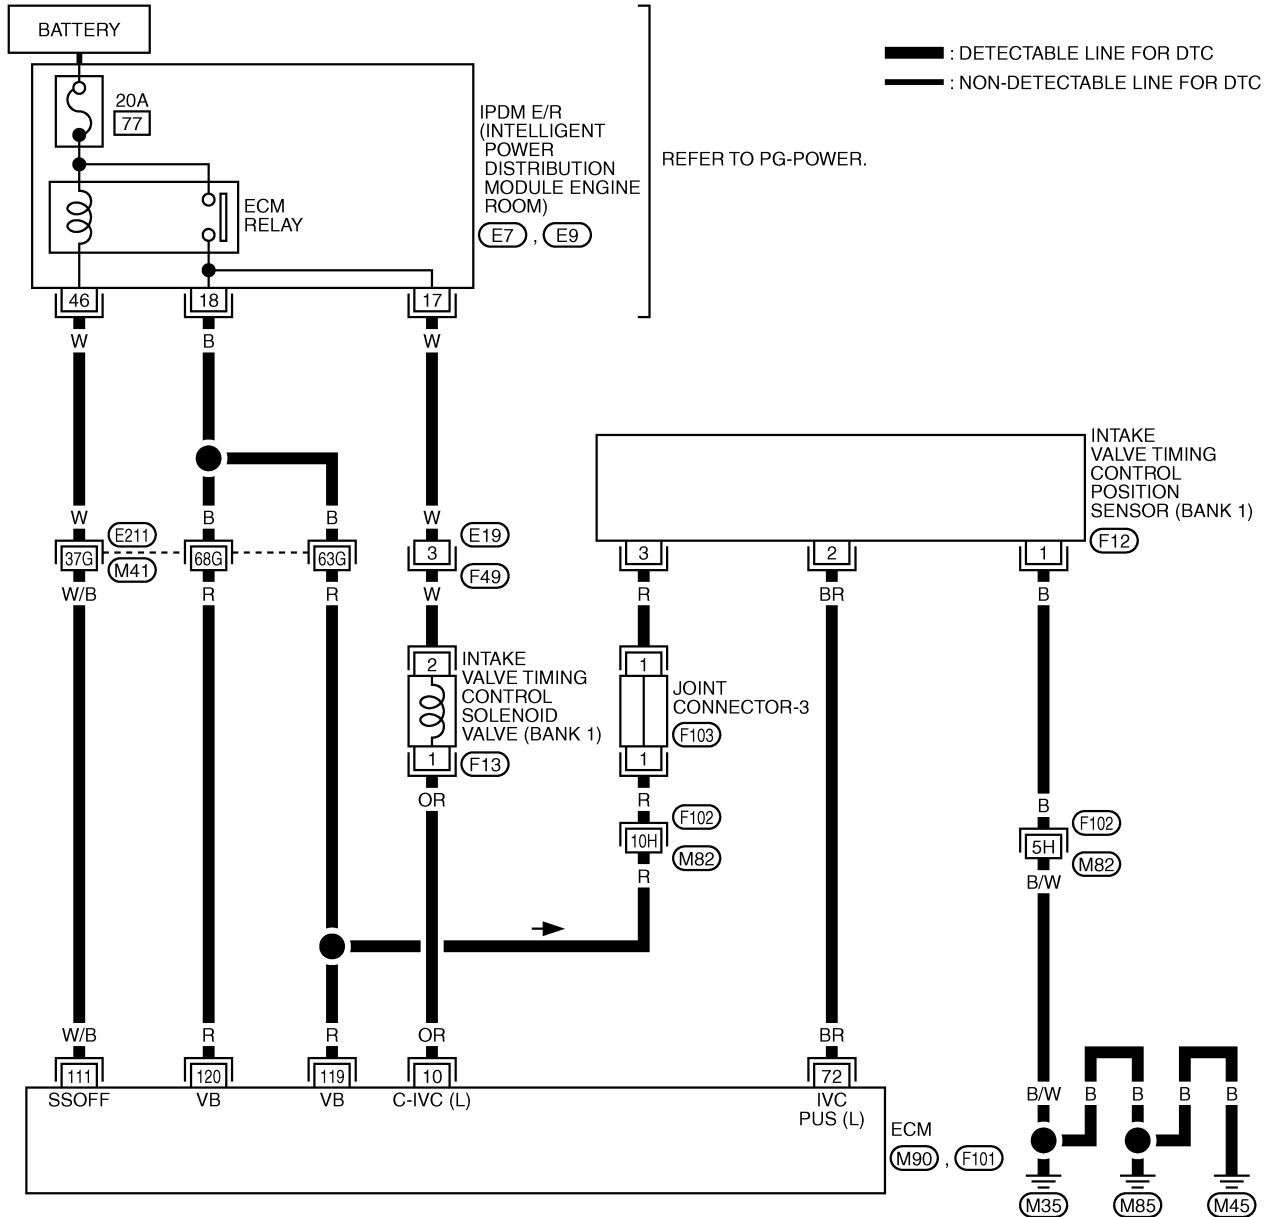 BATTERY
: DETECTABLE LINE FOR DTC
: NON-DETECTABLE LINE FOR DTC
20A
77
IPDM E/R
(INTELLIGENT
POWER
DISTRIBUTION
MODULE ENGINE
ROOM)
E7 , E9
REFER TO PG-POWER.
ECM
RELAY
46 18 17
W B W
INTAKE
VALVE TIMING
CONTROL
POSITION
SENSOR (BANK 1)
F12
W B B W
E211
M41
37G 68G 63G 3
E19
F49
3 2 1
W/B R R W R BR B
2
INTAKE
VALVE TIMING
CONTROL
SOLENOID
VALVE (BANK 1)
1
F13
1
JOINT
CONNECTOR-3
F103
1
OR R B
F102
10H
M82
R
F102
5H
M82
B/W
W/B R R OR BR
111 120 119 10 72
SSOFF VB VB C-IVC (L) IVC
PUS (L)
ECM
M90 , F101
B/W B B B B
M35 M85 M45